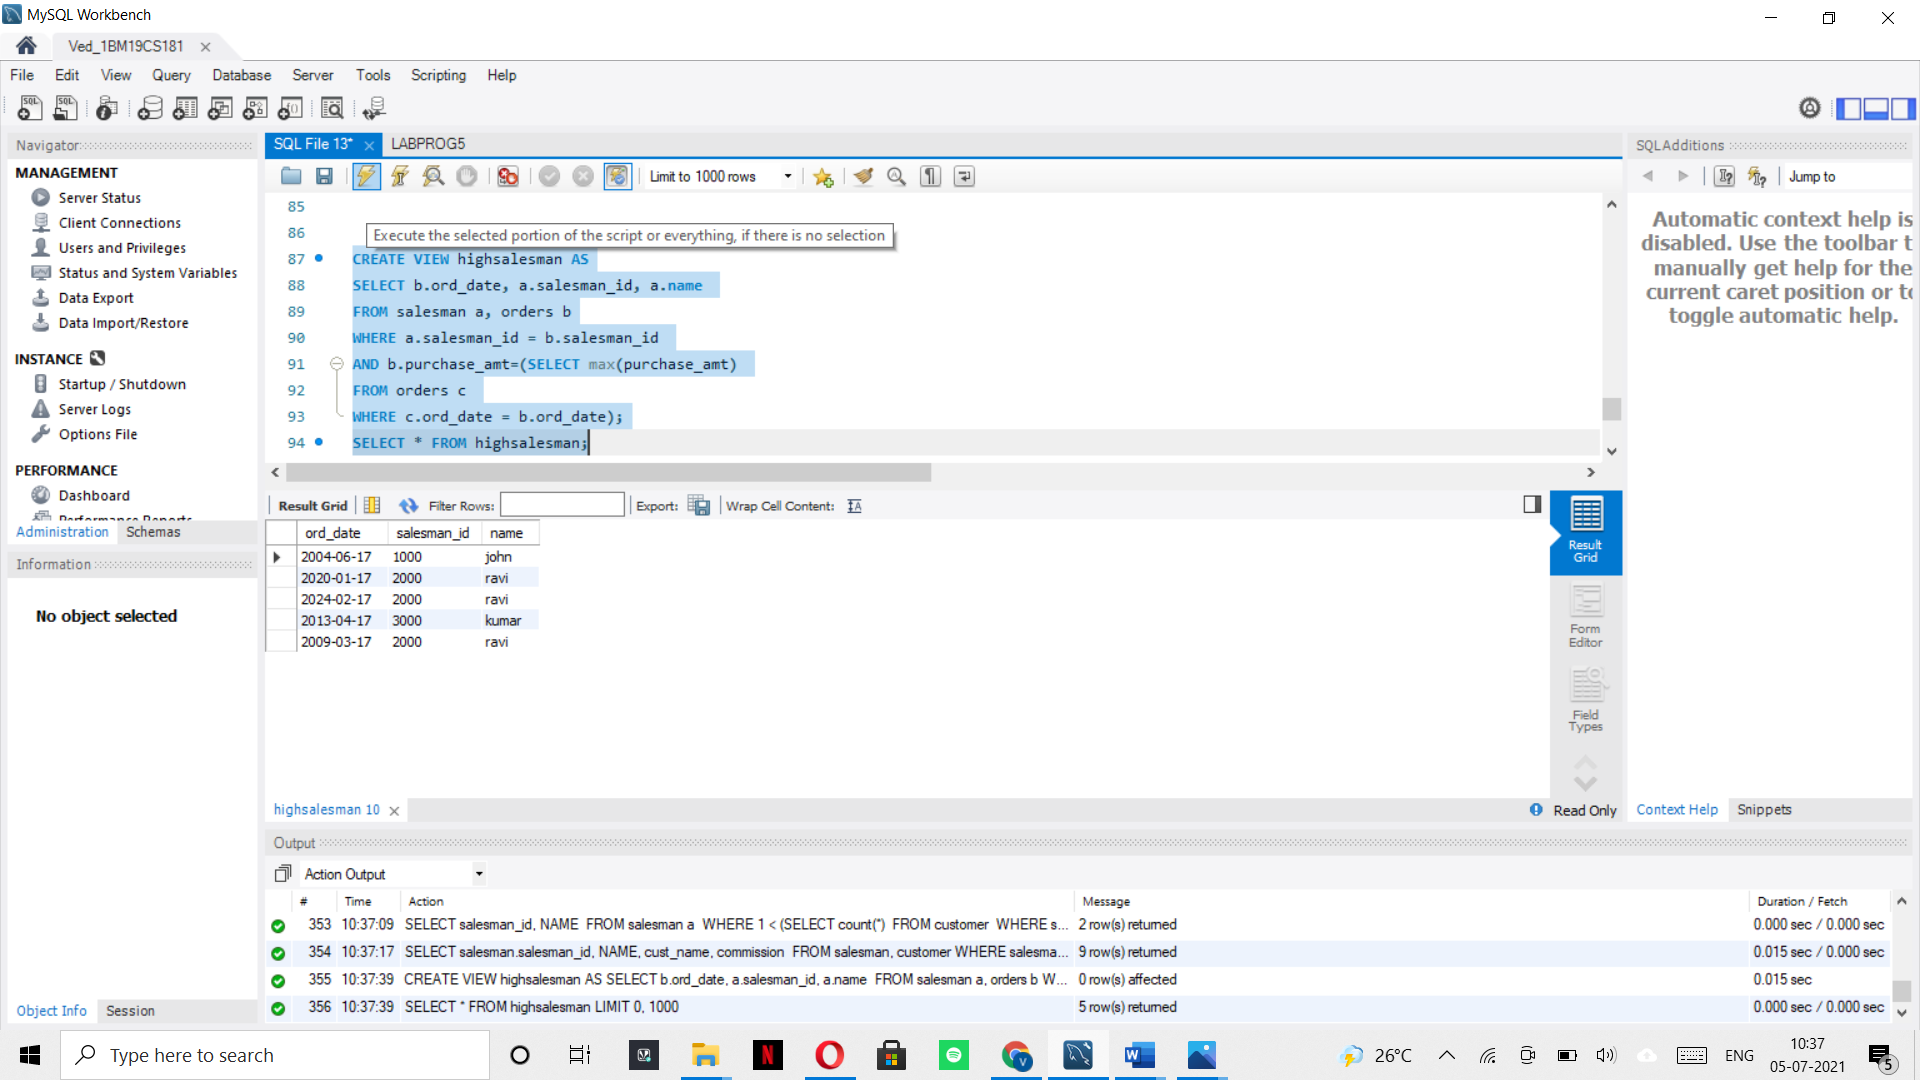 MySQL Workbench
Ved_1BM19CS181
File Edit View Query Database Server Tools Scripting Help
Navigator
MANAGEMENT
Server Status
Client Connections
Users and Privileges
Status and System Variables
Data Export
Data Import/Restore
INSTANCE
Startup / Shutdown
Server Logs
Options File
PERFORMANCE
Dashboard
Performance Reports
Administration Schemas
Information
No object selected
Object Info Session
SQL File 13* LABPROG5
Limit to 1000 rows
85
86
Execute the selected portion of the script or everything, if there is no selection
87 CREATE VIEW highsalesman AS
88 SELECT b.ord_date, a.salesman_id, a.name
89 FROM salesman a, orders b
90 WHERE a.salesman_id = b.salesman_id
91 AND b.purchase_amt=(SELECT max(purchase_amt)
92 FROM orders c
93 WHERE c.ord_date = b.ord_date);
94 SELECT * FROM highsalesman;
Result Grid Filter Rows: Export: Wrap Cell Content:
ord_date salesman_id name
2004-06-17 1000 john
2020-01-17 2000 ravi
2024-02-17 2000 ravi
2013-04-17 3000 kumar
2009-03-17 2000 ravi
Result
Grid
Form
Editor
Field
Types
highsalesman 10
Read Only
SQLAdditions
Jump to
Automatic context help is
disabled. Use the toolbar t
manually get help for the
current caret position or to
toggle automatic help.
Context Help Snippets
Output
Action Output
# Time Action Message Duration / Fetch
353 10:37:09 SELECT salesman_id, NAME FROM salesman a WHERE 1 < (SELECT count(*) FROM customer WHERE s... 2 row(s) returned 0.000 sec / 0.000 sec
354 10:37:17 SELECT salesman.salesman_id, NAME, cust_name, commission FROM salesman, customer WHERE salesma... 9 row(s) returned 0.015 sec / 0.000 sec
355 10:37:39 CREATE VIEW highsalesman AS SELECT b.ord_date, a.salesman_id, a.name FROM salesman a, orders b W... 0 row(s) affected 0.015 sec
356 10:37:39 SELECT * FROM highsalesman LIMIT 0, 1000 5 row(s) returned 0.000 sec / 0.000 sec
Type here to search
26°C
ENG
10:37
05-07-2021
5